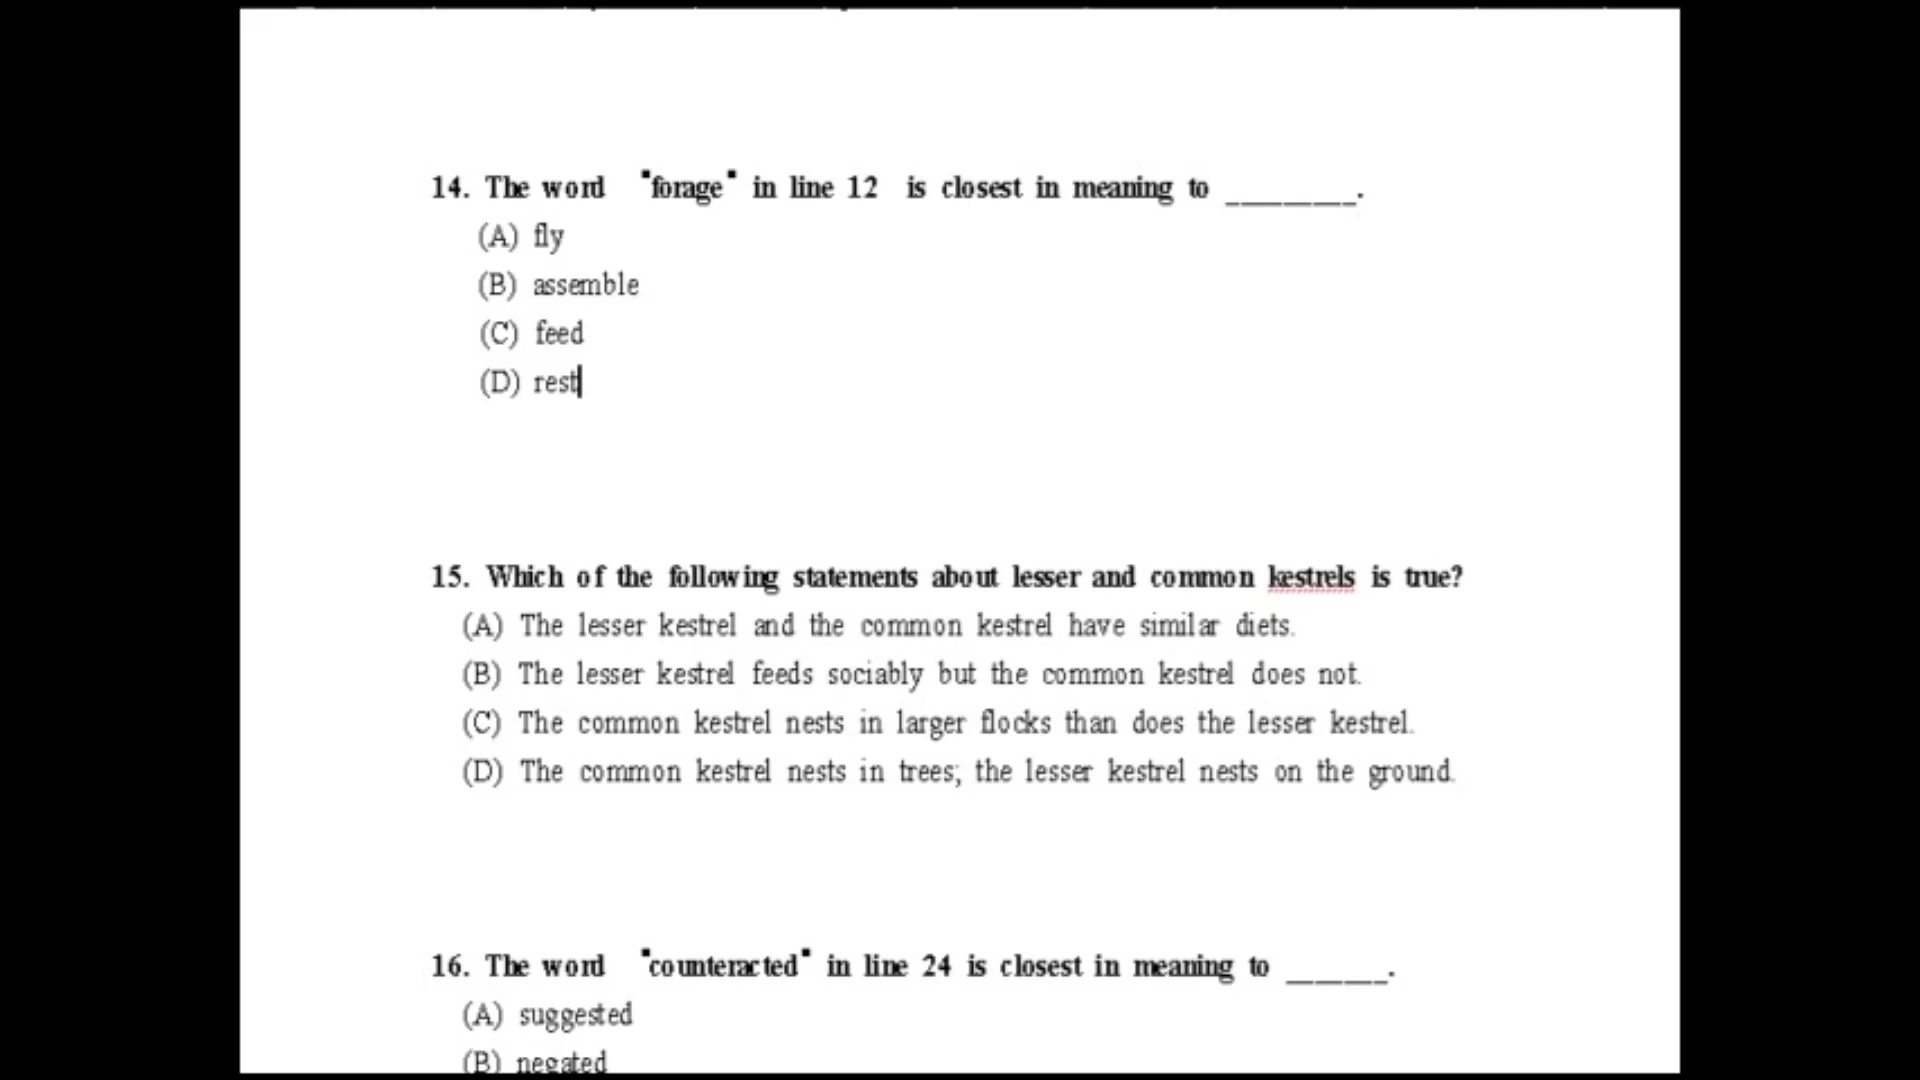 14. The word "forage" in line 12 is closest in meaning to _________.
(A) fly
(B) assemble
(C) feed
(D) rest
15. Which of the following statements about lesser and common kestrels is true?
(A) The lesser kestrel and the common kestrel have similar diets.
(B) The lesser kestrel feeds sociably but the common kestrel does not.
(C) The common kestrel nests in larger flocks than does the lesser kestrel.
(D) The common kestrel nests in trees; the lesser kestrel nests on the ground.
16. The word "counteracted" in line 24 is closest in meaning to _______.
(A) suggested
(B) negated